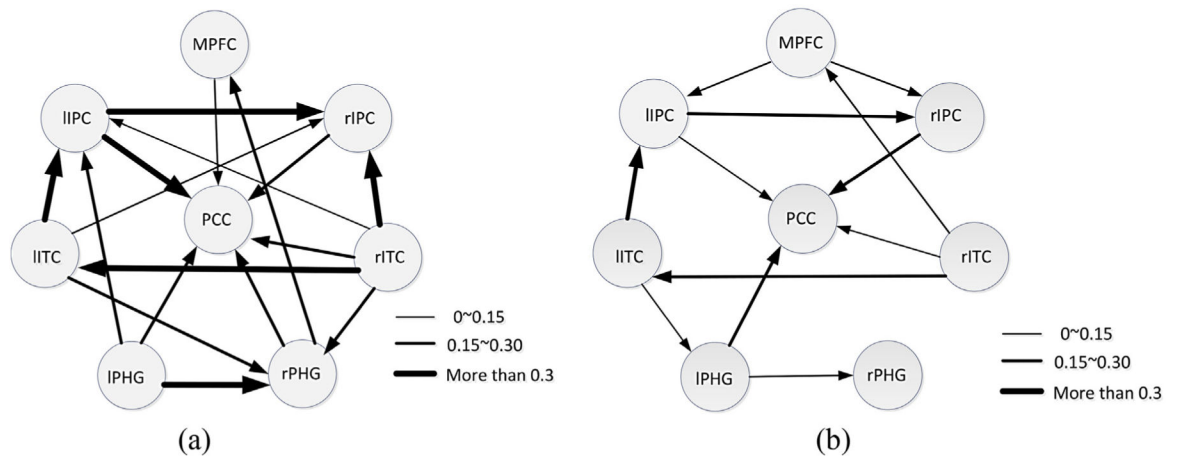 MPFC
lIPC
rIPC
PCC
lITC
rITC
lPHG
rPHG
0~0.15
0.15~0.30
More than 0.3
(a)
MPFC
lIPC
rIPC
PCC
lITC
rITC
lPHG
rPHG
0~0.15
0.15~0.30
More than 0.3
(b)